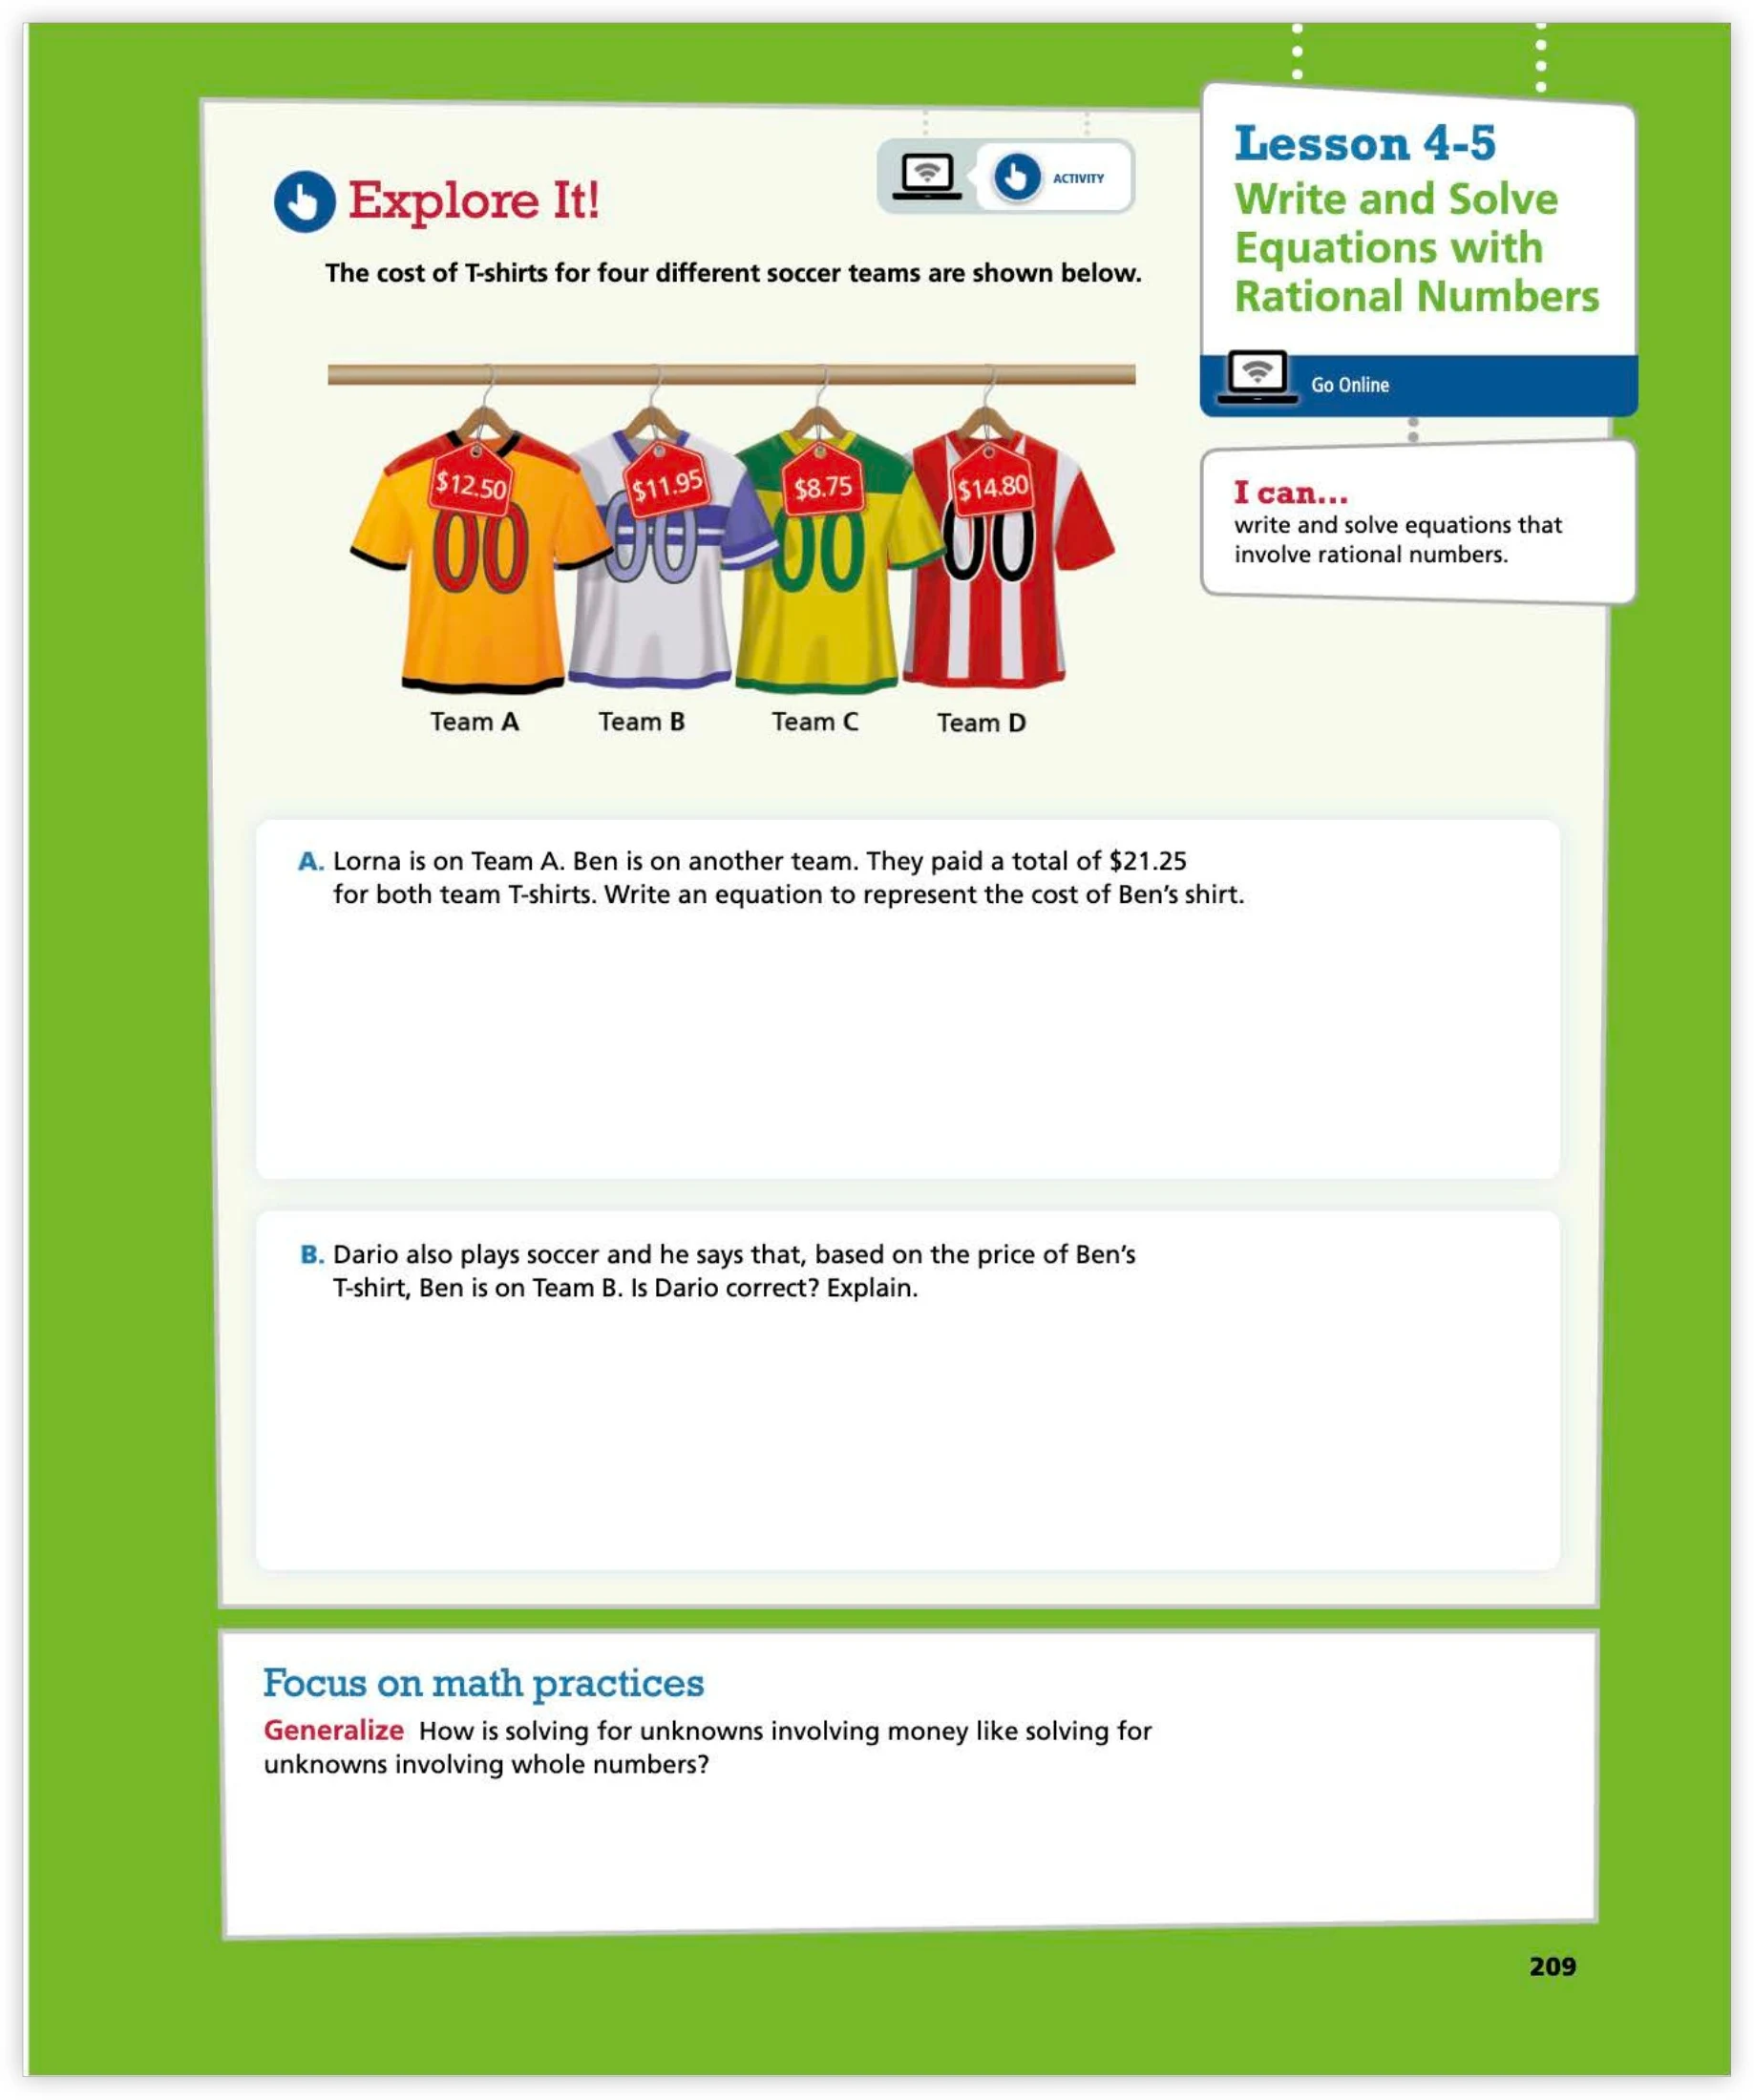 Lesson 4-5
Write and Solve
Equations with
Rational Numbers
Go Online
I can...
write and solve equations that
involve rational numbers.
Explore It!
ACTIVITY
The cost of T-shirts for four different soccer teams are shown below.
$12.50
$11.95
$8.75
$14.80
00
00
00
00
Team A
Team B
Team C
Team D
A. Lorna is on Team A. Ben is on another team. They paid a total of $21.25
for both team T-shirts. Write an equation to represent the cost of Ben's shirt.
B. Dario also plays soccer and he says that, based on the price of Ben's
T-shirt, Ben is on Team B. Is Dario correct? Explain.
Focus on math practices
Generalize How is solving for unknowns involving money like solving for
unknowns involving whole numbers?
209